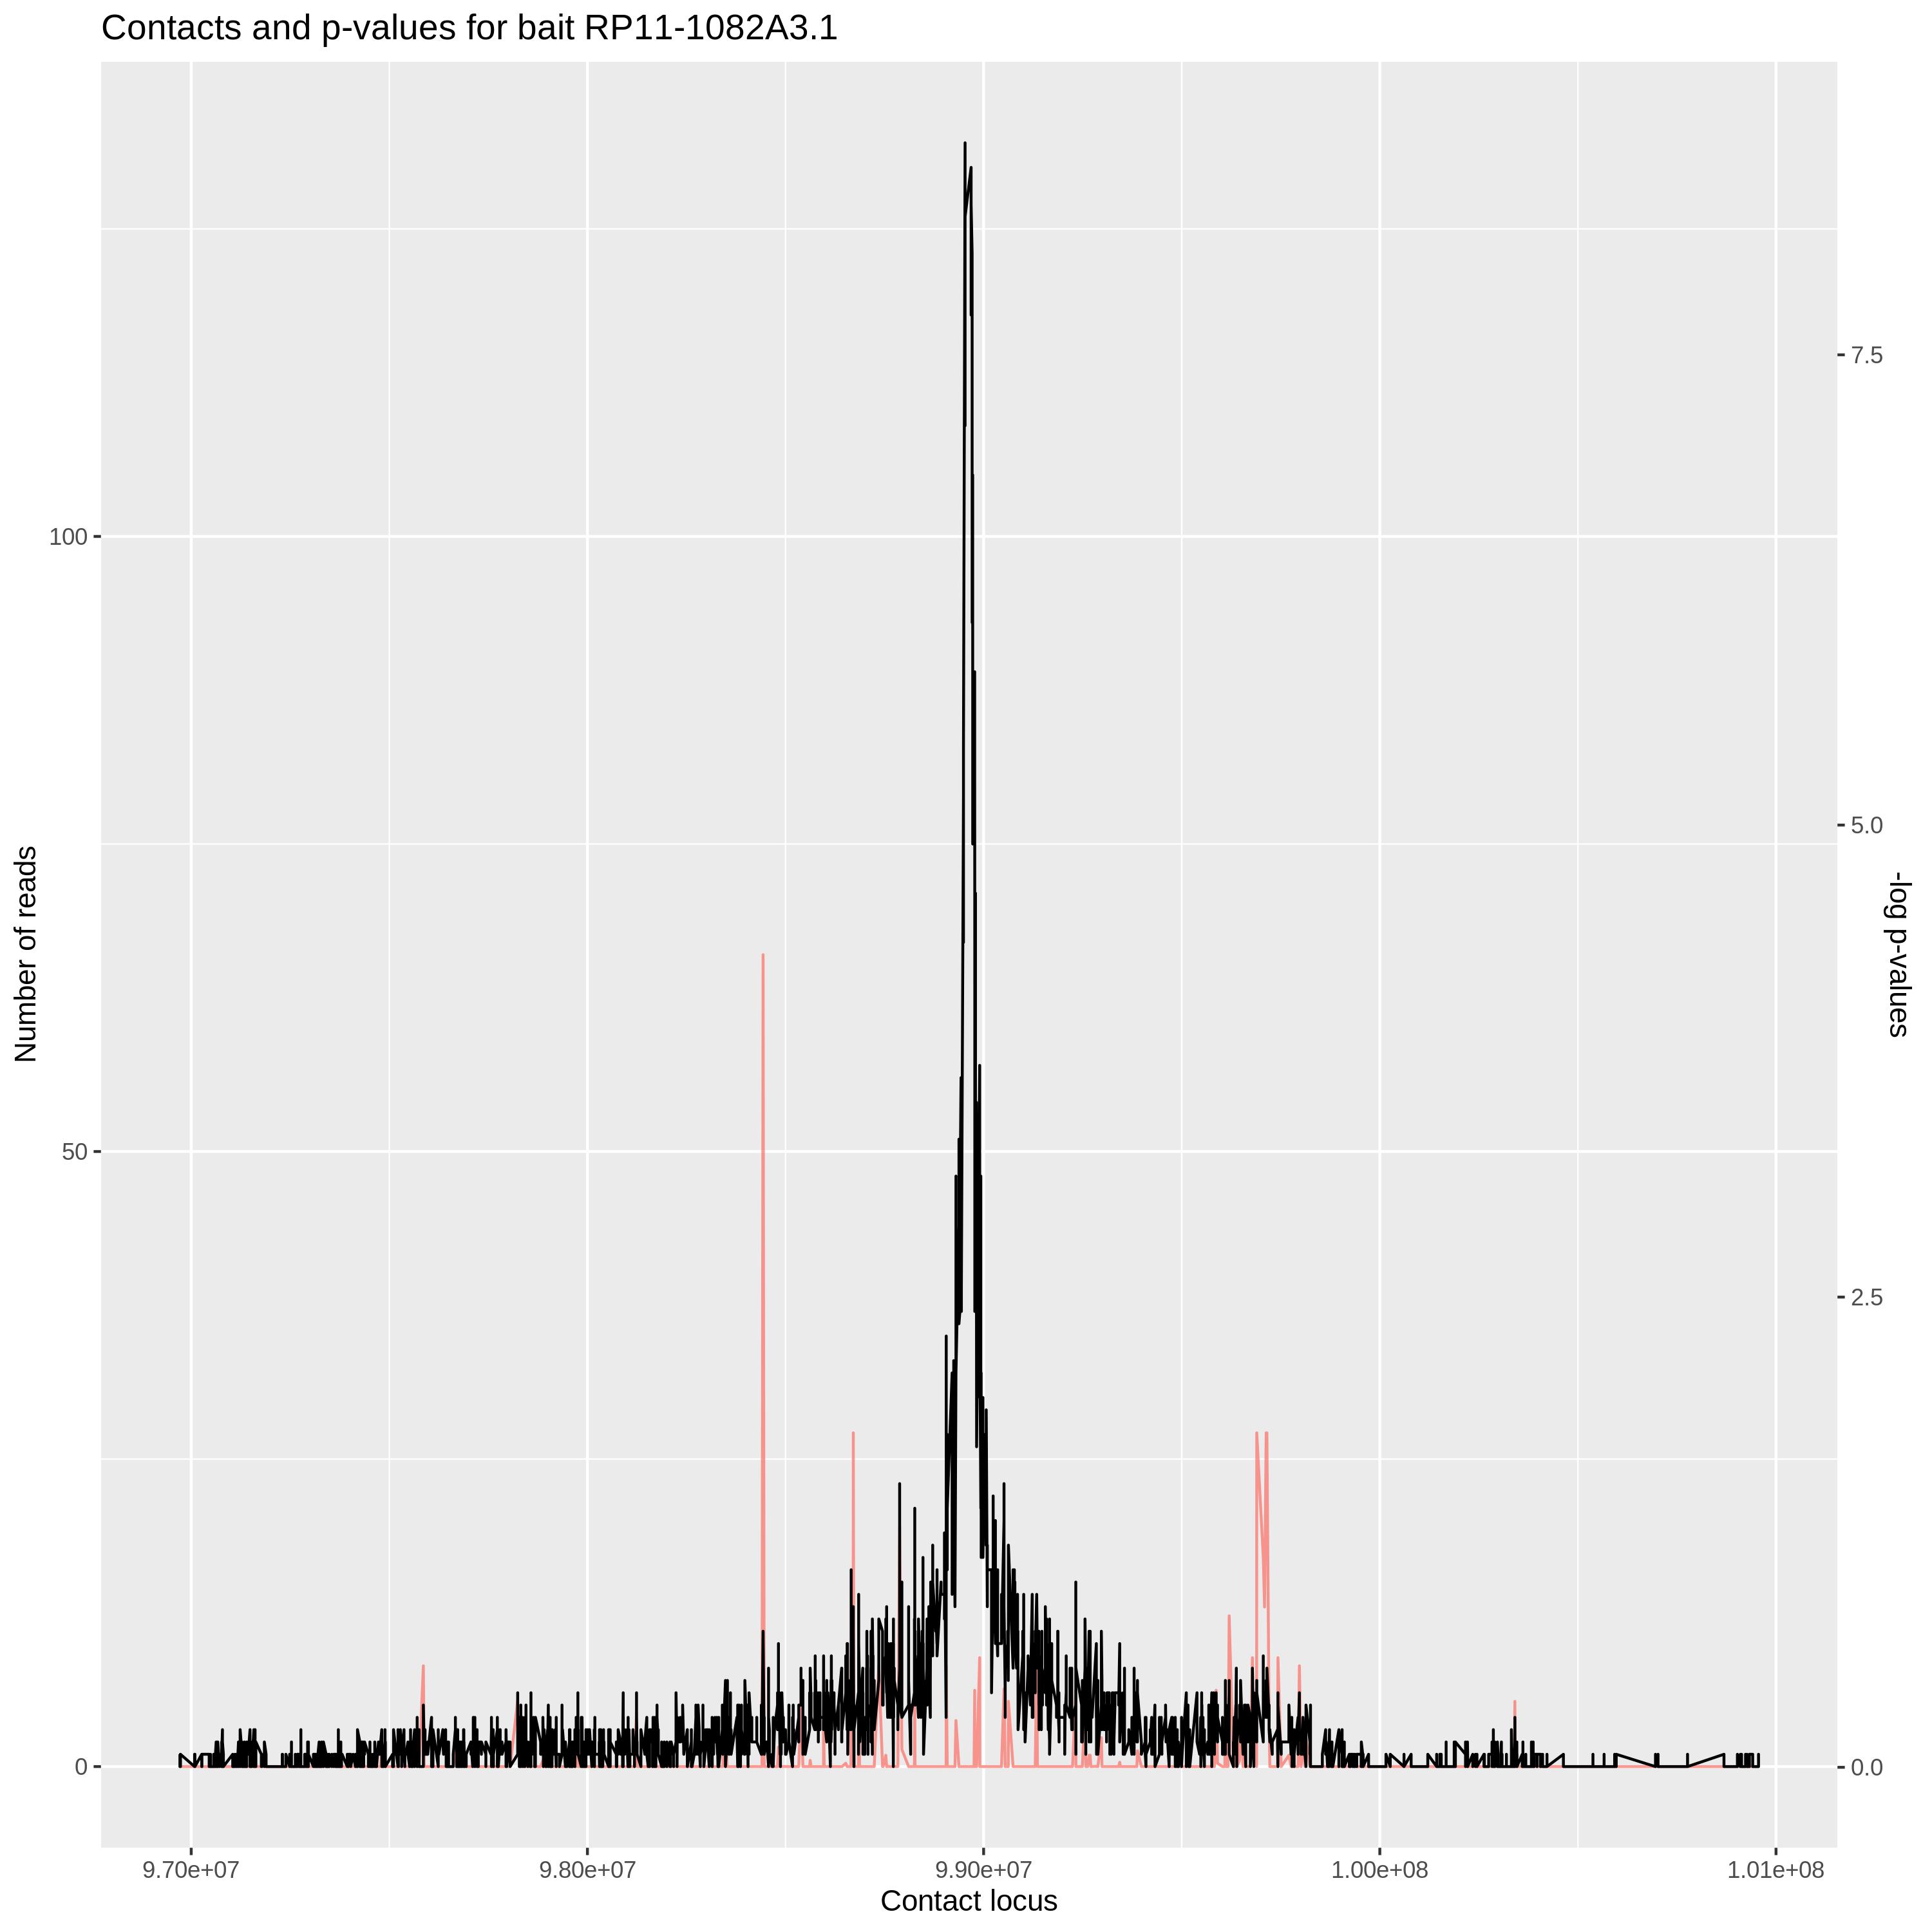 Contacts and p-values for bait RP11-1082A3.1
Number of reads
100
50
0
7.5
5.0
2.5
0.0
-log p-values
9.70e+07
9.80e+07
9.90e+07
1.00e+08
1.01e+08
Contact locus